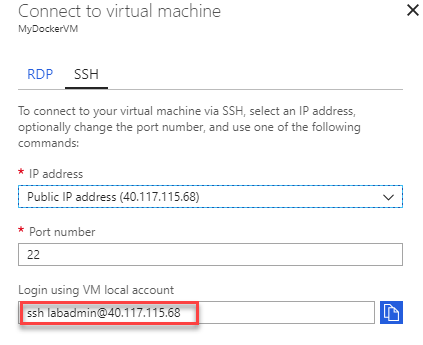 Connect to virtual machine
MyDockerVM
RDP SSH
To connect to your virtual machine via SSH, select an IP address,
optionally change the port number, and use one of the following
commands:
* IP address
Public IP address (40.117.115.68)
* Port number
22
Login using VM local account
ssh labadmin@40.117.115.68